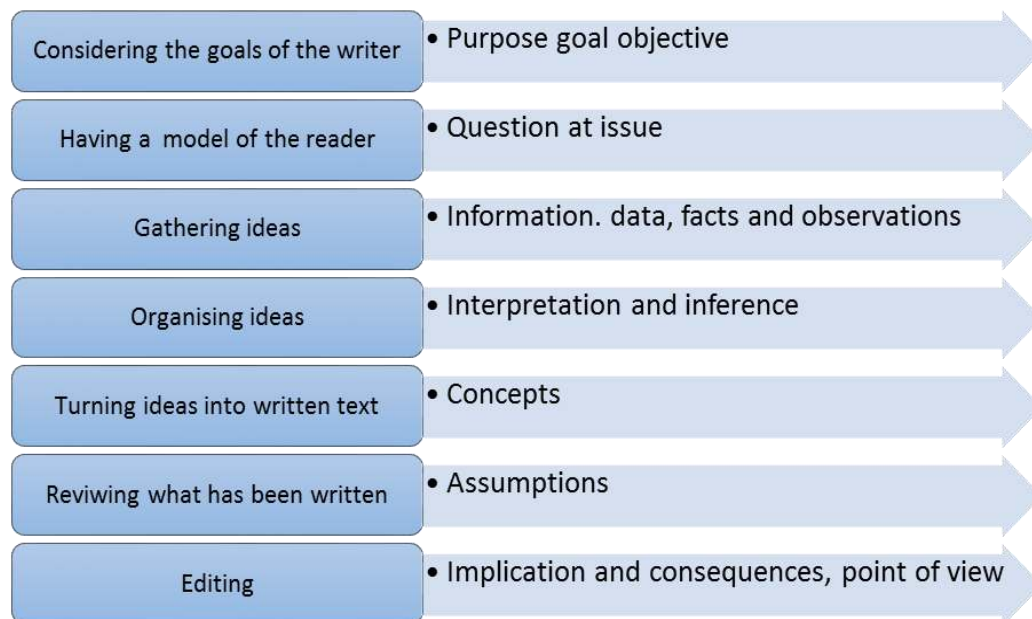 Considering the goals of the writer
• Purpose goal objective
Having a model of the reader
• Question at issue
Gathering ideas
• Information. data, facts and observations
Organising ideas
• Interpretation and inference
Turning ideas into written text
• Concepts
Reviwing what has been written
• Assumptions
Editing
• Implication and consequences, point of view